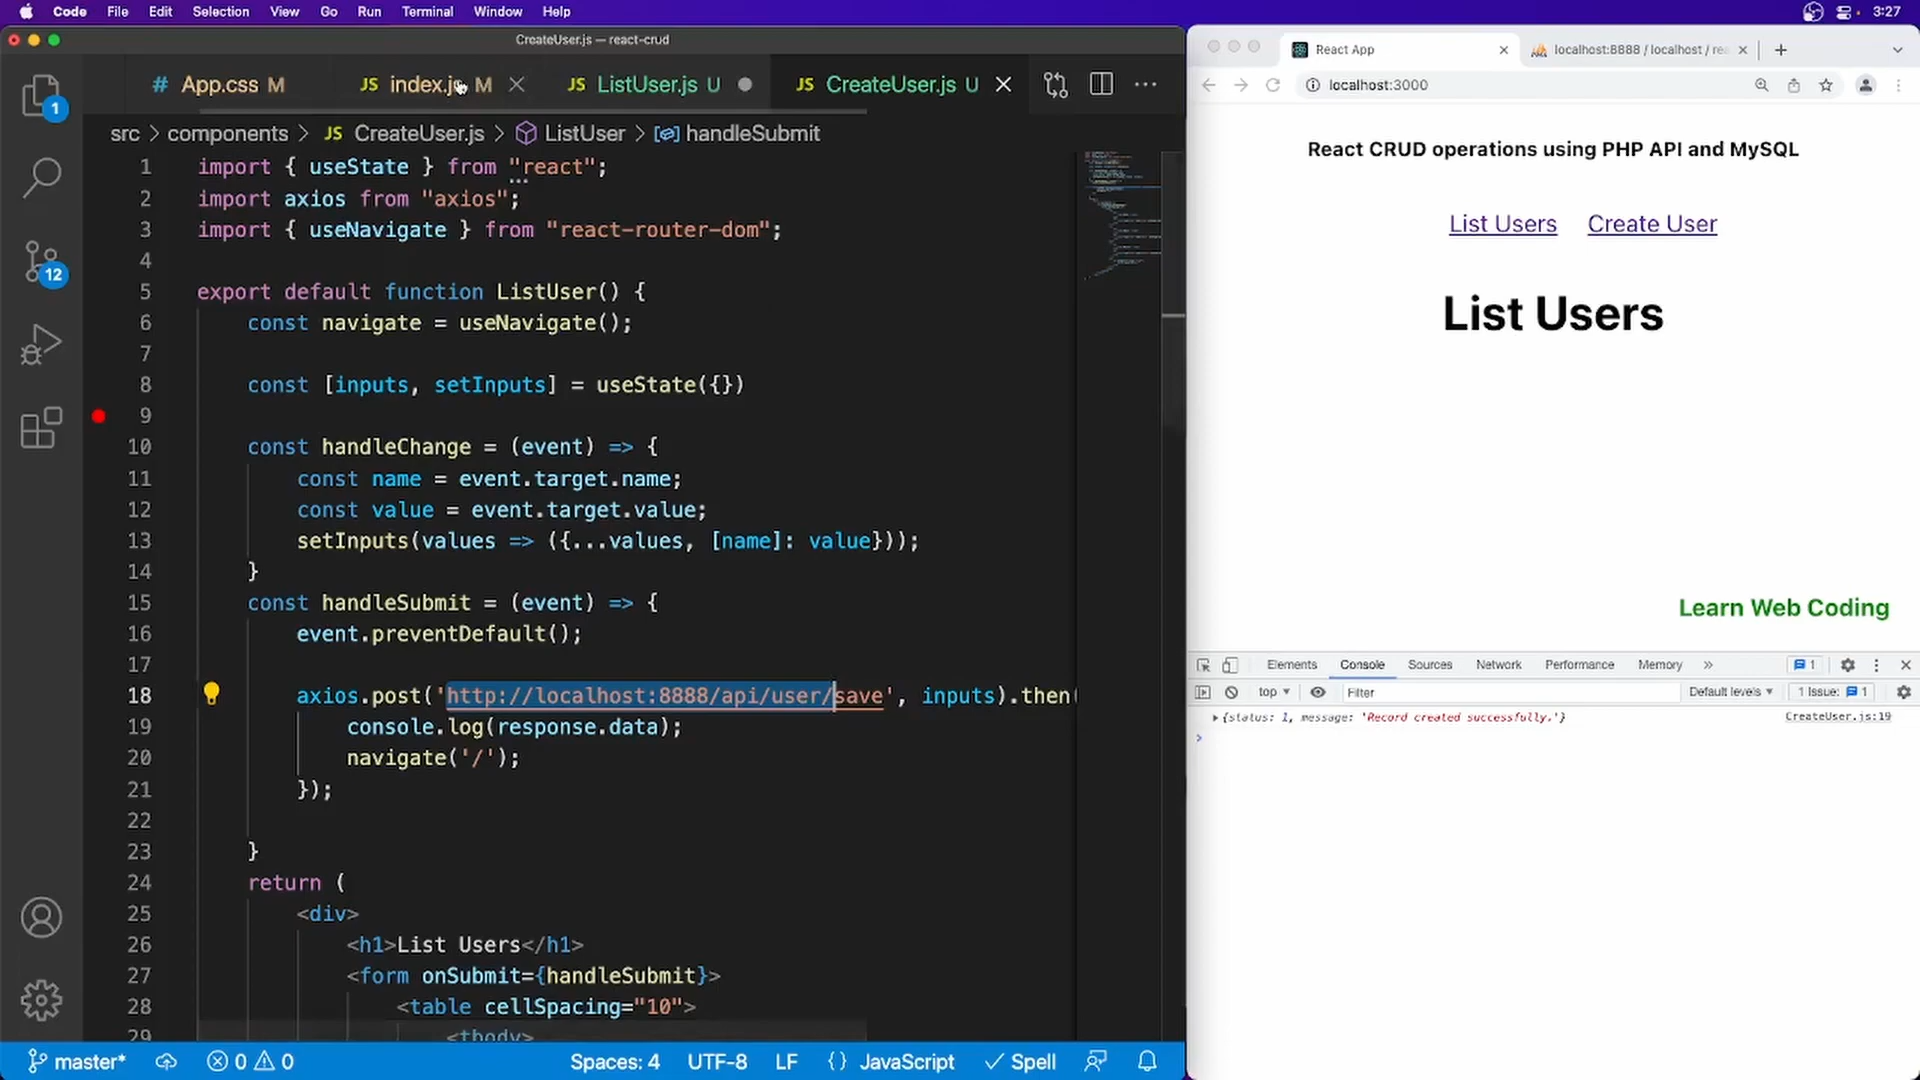 Code File Edit Selection View Go Run Terminal Window Help 3:27
CreateUser.js — react-crud
# App.css M JS index.js M JS ListUser.js U JS CreateUser.js U
src > components > JS CreateUser.js > ListUser > handleSubmit
1 import { useState } from "react";
2 import axios from "axios";
3 import { useNavigate } from "react-router-dom";
4
5 export default function ListUser() {
6 const navigate = useNavigate();
7
8 const [inputs, setInputs] = useState({})
9
10 const handleChange = (event) => {
11 const name = event.target.name;
12 const value = event.target.value;
13 setInputs(values => ({...values, [name]: value}));
14 }
15 const handleSubmit = (event) => {
16 event.preventDefault();
17
18 axios.post('http://localhost:8888/api/user/save', inputs).then(
19 console.log(response.data);
20 navigate('/');
21 });
22
23 }
24 return (
25 <div>
26 <h1>List Users</h1>
27 <form onSubmit={handleSubmit}>
28 <table cellSpacing="10">
29 <tbody>
1
12
master* 0 0 Spaces: 4 UTF-8 LF {} JavaScript Spell
React App localhost:8888 / localhost / rea
localhost:3000
React CRUD operations using PHP API and MySQL
List Users Create User
List Users
Learn Web Coding
Elements Console Sources Network Performance Memory » 1
top Filter Default levels 1 Issue: 1
{status: 1, message: 'Record created successfully.'} CreateUser.js:19
>